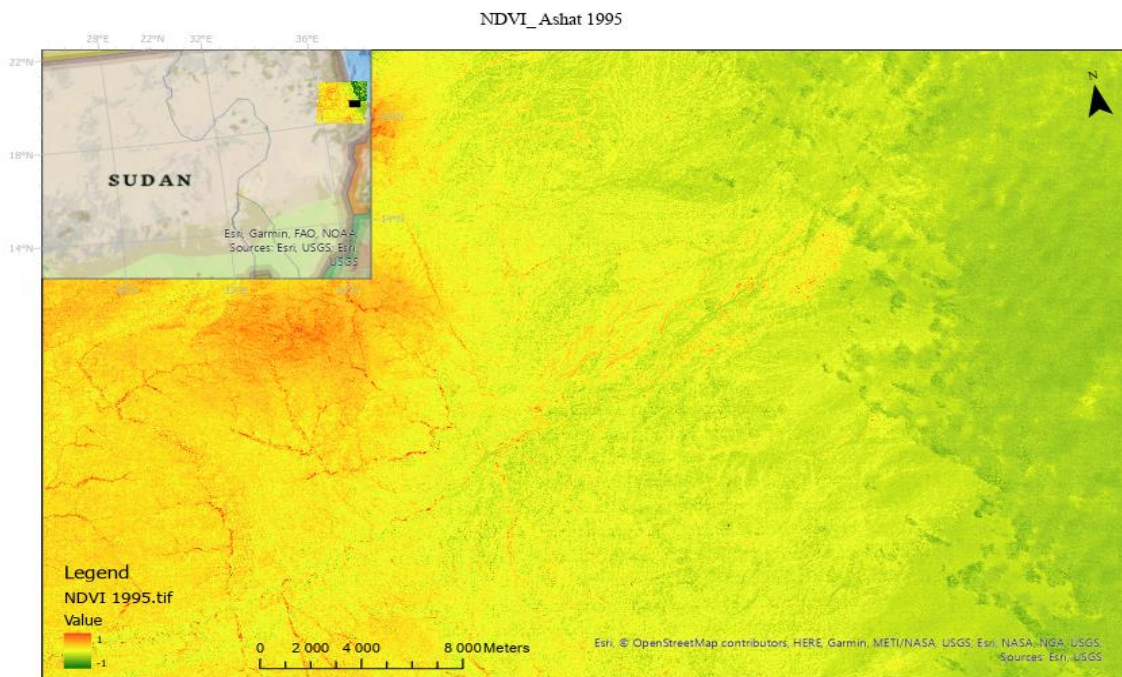 NDVI_ Ashat 1995
28°E 22°N 32°E 36°E
22°N
N
18°N
SUDAN
14°N
14°N
Esri, Garmin, FAO, NOAA,
Sources: Esri, USGS; Esri,
USGS
Legend
NDVI 1995.tif
Value
1
-1
0 2 000 4 000 8 000 Meters
Esri, © OpenStreetMap contributors, HERE, Garmin, METI/NASA, USGS, Esri, NASA, NGA, USGS,
Sources: Esri, USGS